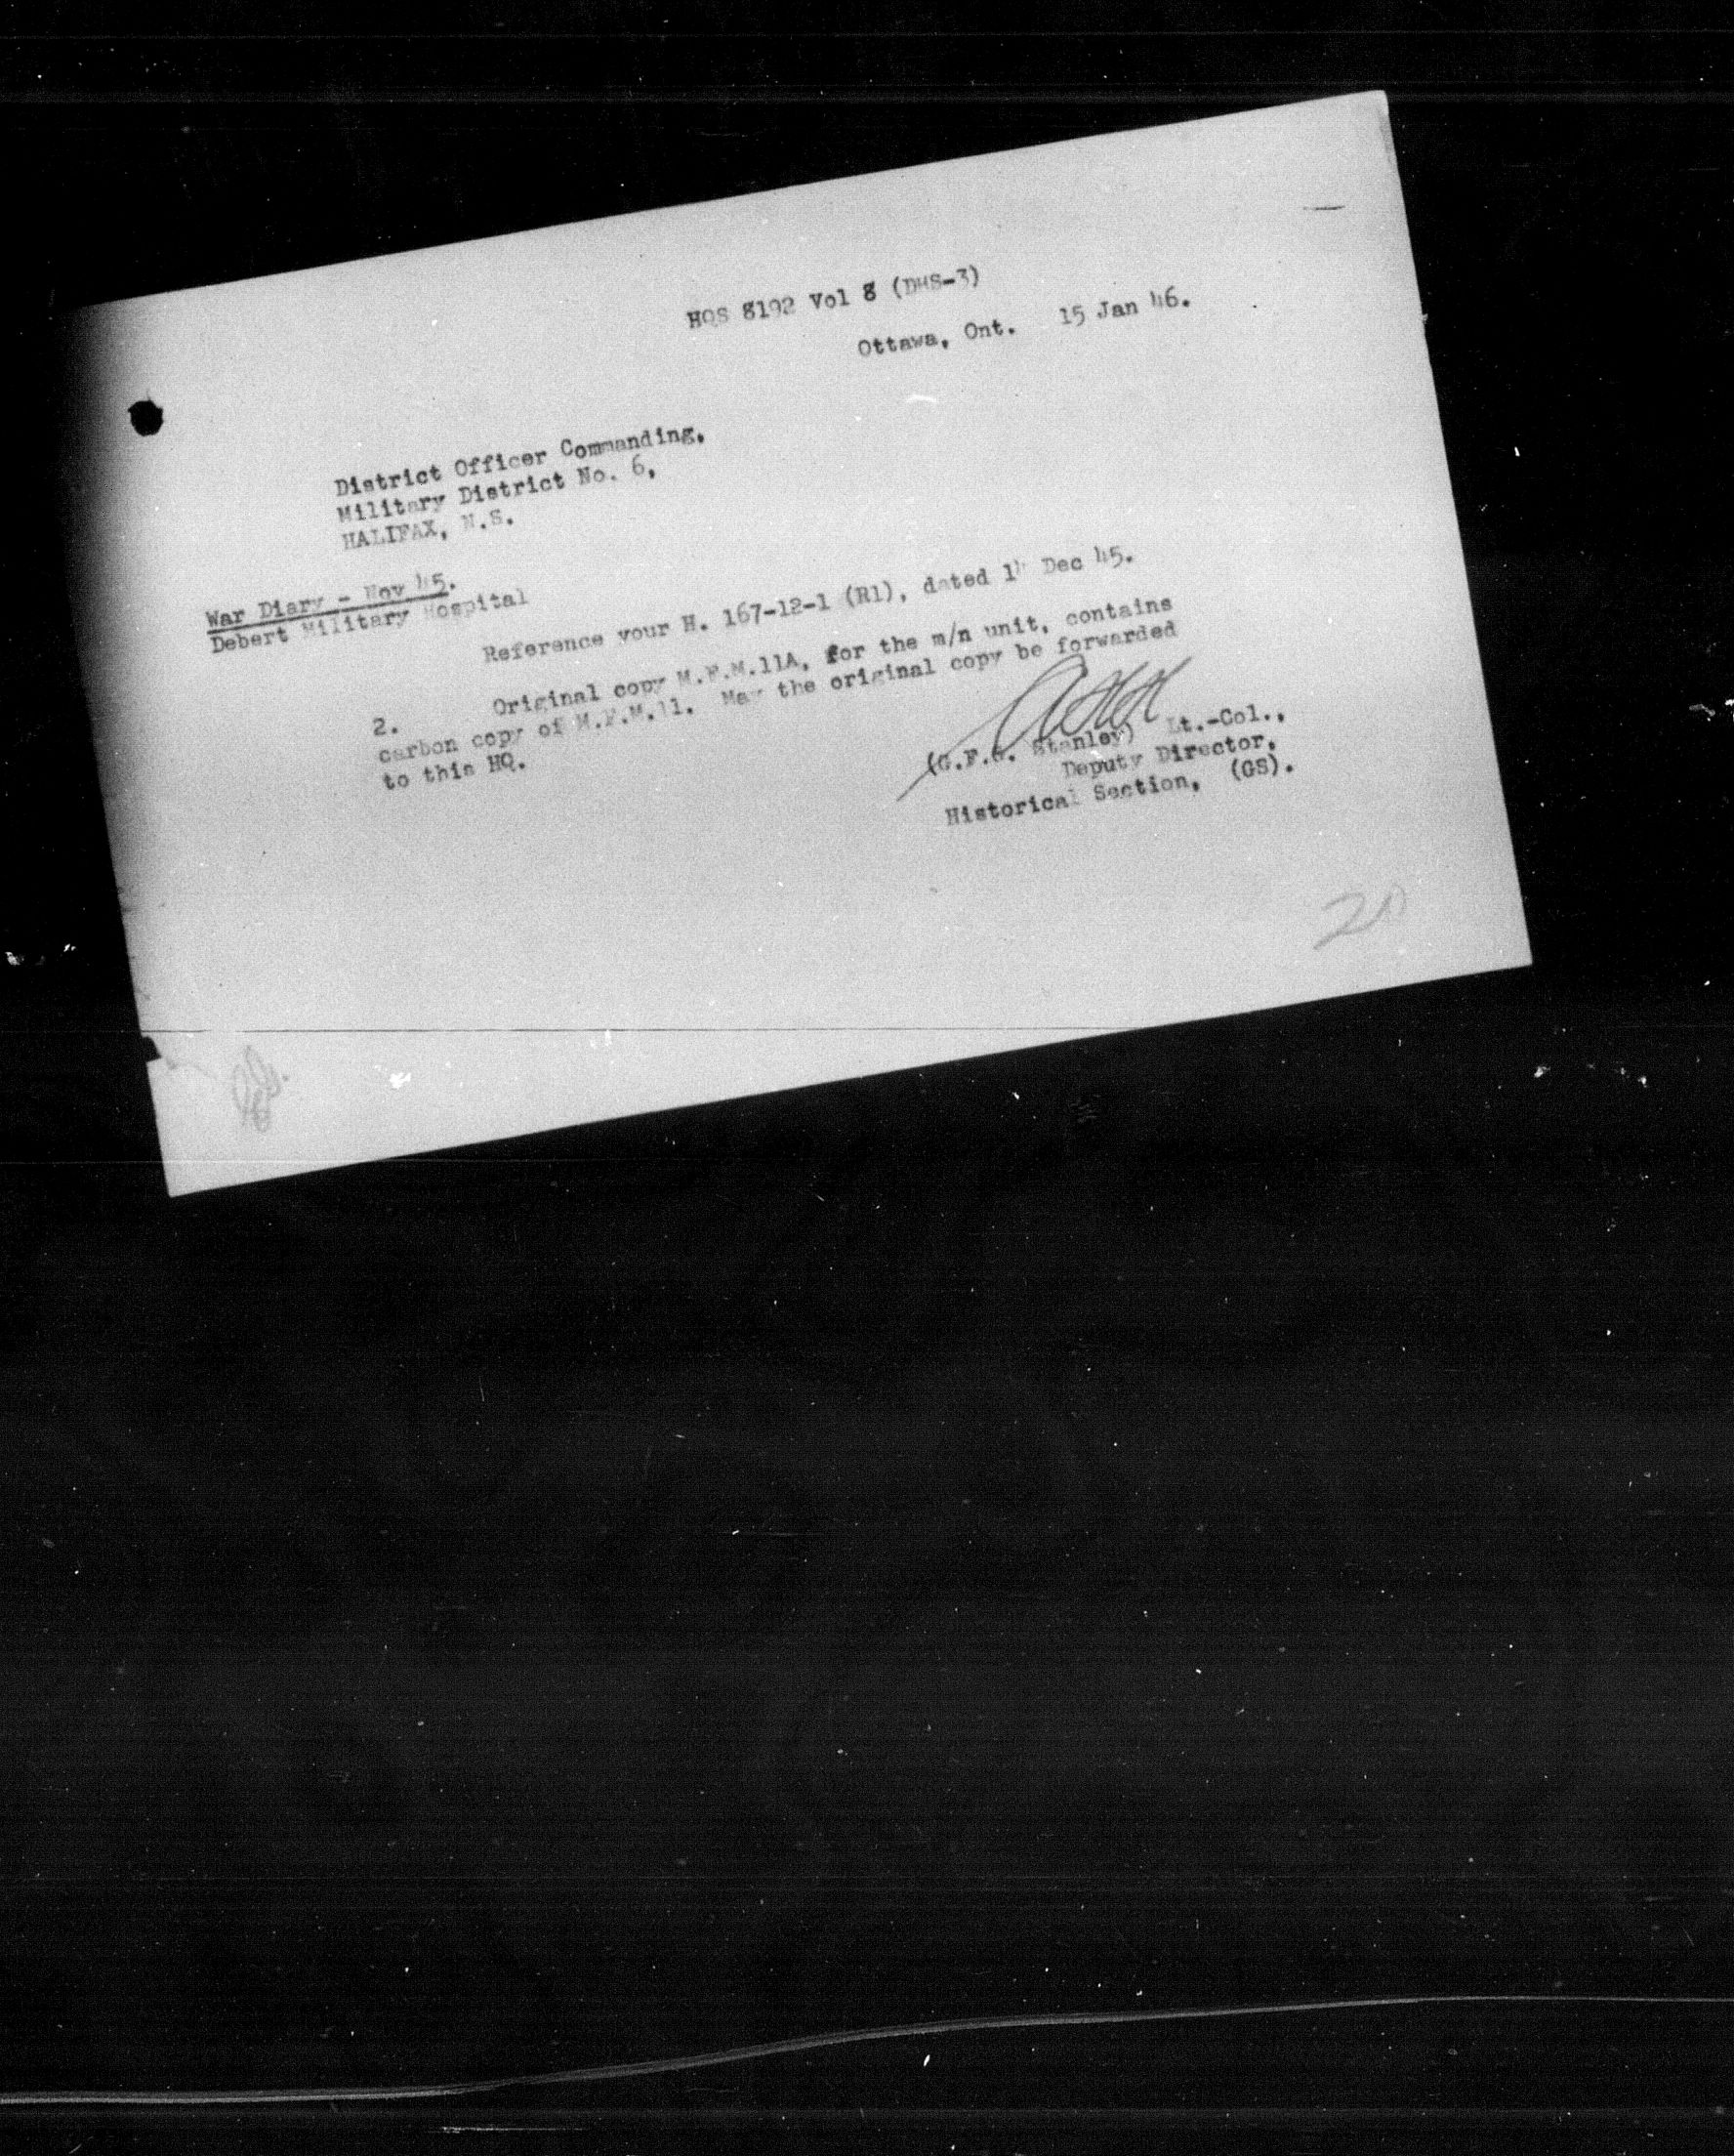 HQS 8192 Vol 8 (DHS-3)
Ottawa, Ont. 15 Jan 46.
District Officer Commanding,
Military District No. 6,
HALIFAX, N.S.
War Diary - Nov 45.
Debert Military Hospital
Reference your H. 167-12-1 (R1), dated 14 Dec 45.
2. Original copy M.F.M.11A, for the m/n unit, contains
carbon copy of M.F.M.11. May the original copy be forwarded
to this HQ.
(G.F.G. Stanley) Lt.-Col.,
Deputy Director,
Historical Section, (GS).
20